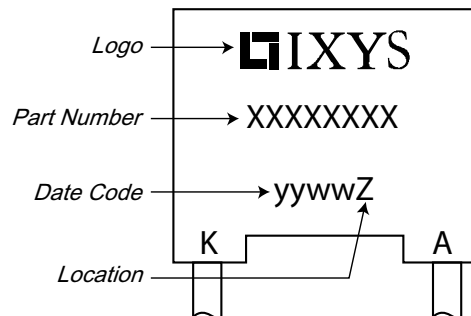 Logo IXYS
Part Number XXXXXXXX
Date Code yywwZ
K A
Location